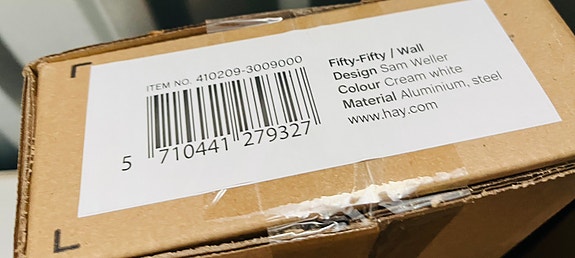 ITEM NO. 410209-3009000
5 710441 279327
Fifty-Fifty / Wall
Design Sam Weller
Colour Cream white
Material Aluminium, steel
www.hay.com